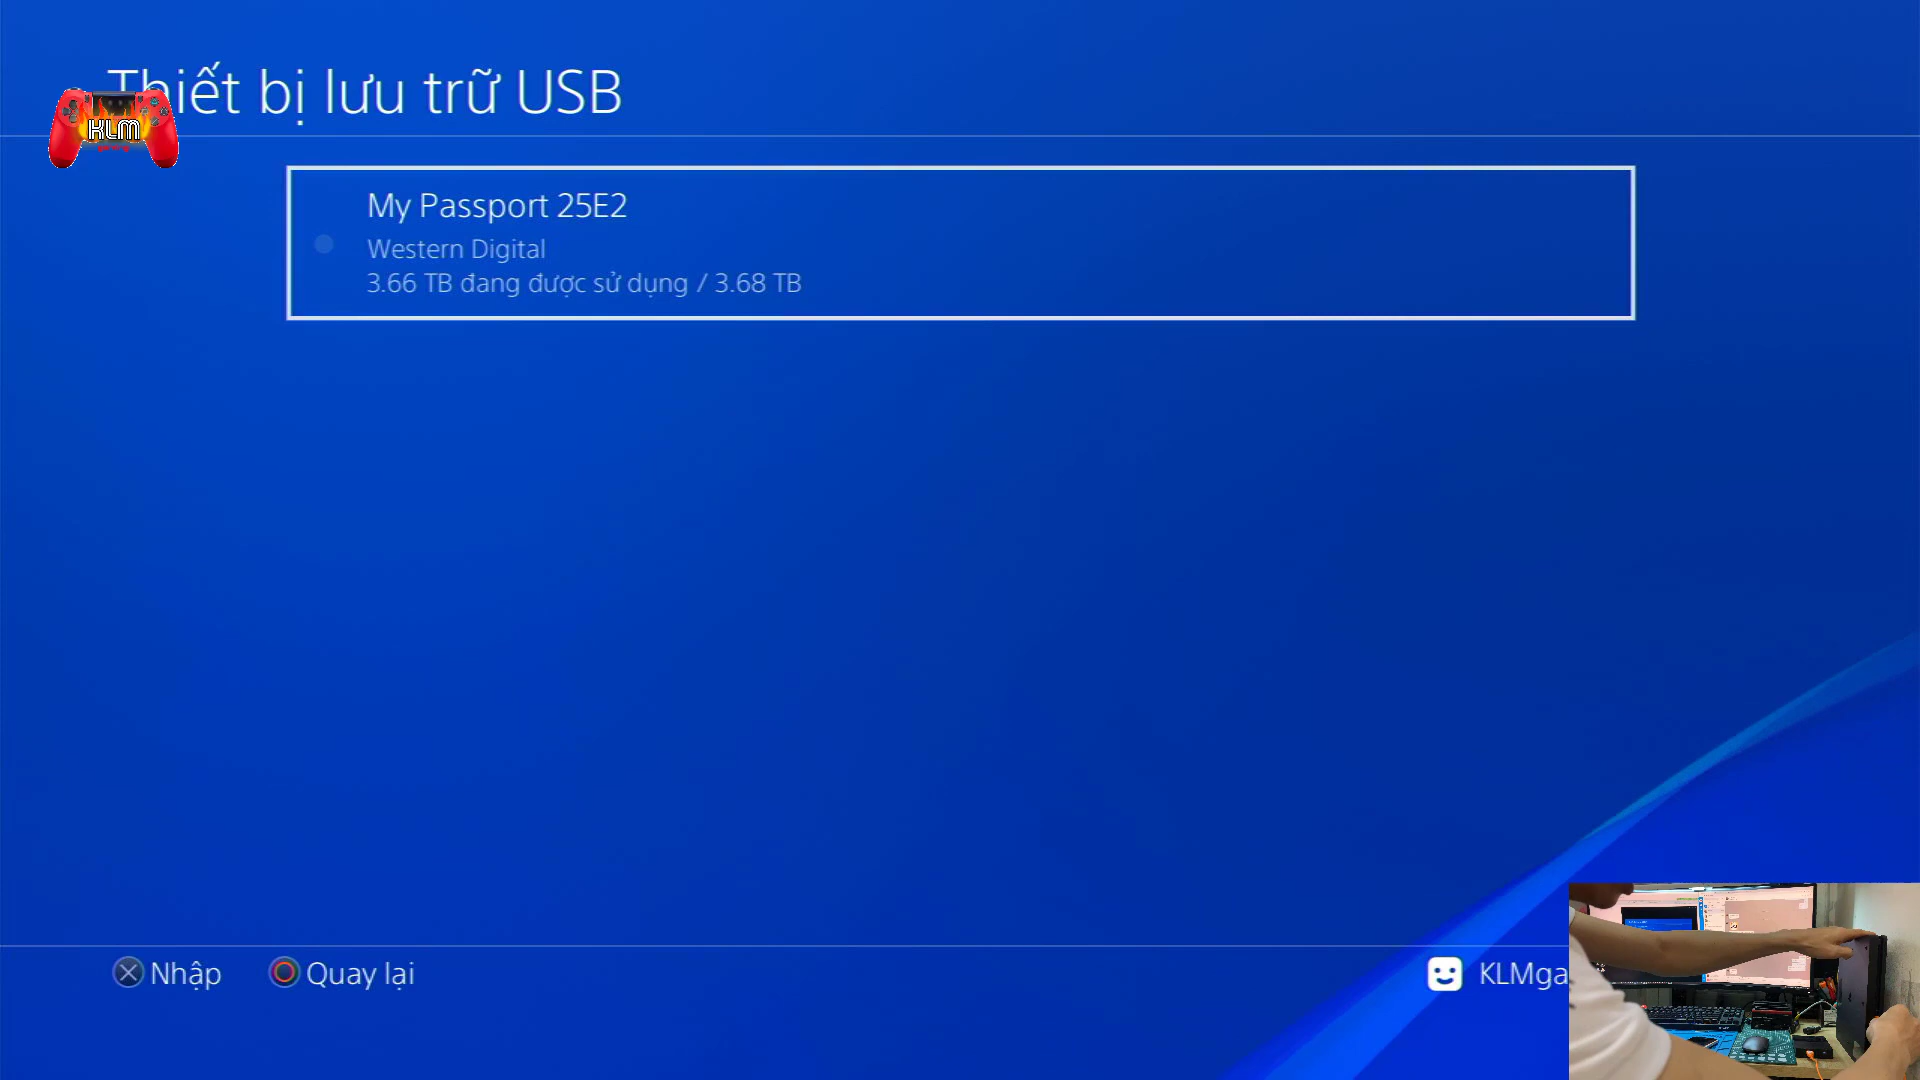 Thiết bị lưu trữ USB
KLM
My Passport 25E2
Western Digital
3.66 TB đang được sử dụng / 3.68 TB
Nhập
Quay lại
KLMga